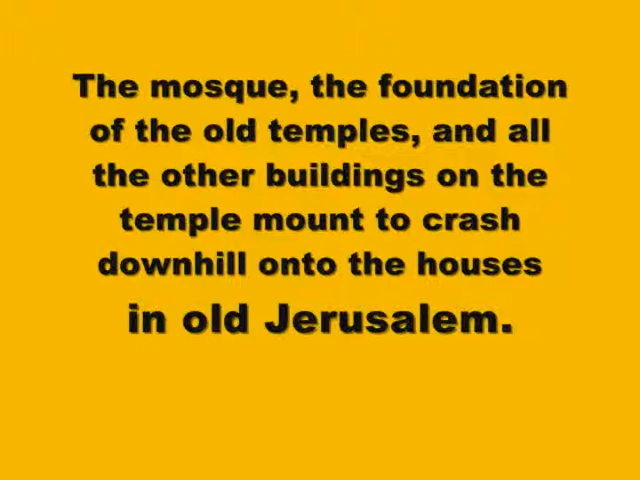 The mosque, the foundation
of the old temples, and all
the other buildings on the
temple mount to crash
downhill onto the houses
in old Jerusalem.